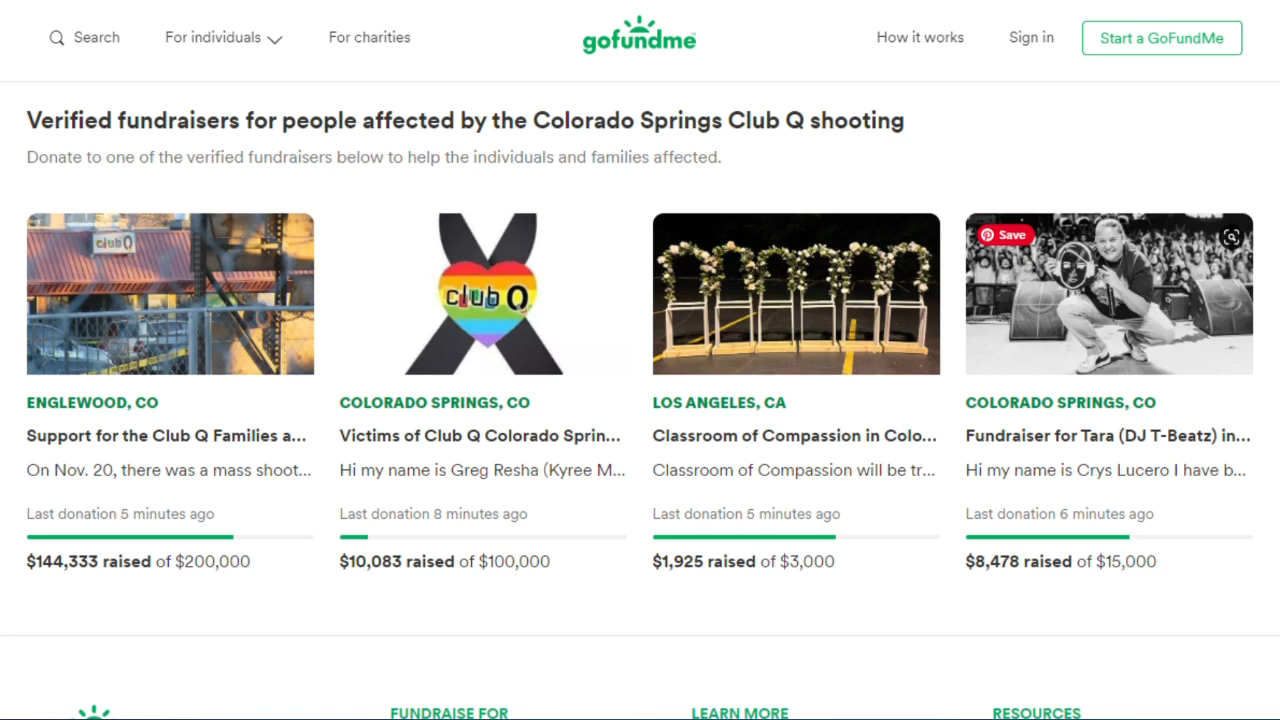 Search
For individuals
For charities
gofundme
How it works
Sign in
Start a GoFundMe
Verified fundraisers for people affected by the Colorado Springs Club Q shooting
Donate to one of the verified fundraisers below to help the individuals and families affected.
club Q
ENGLEWOOD, CO
Support for the Club Q Families a...
On Nov. 20, there was a mass shoot...
Last donation 5 minutes ago
$144,333 raised of $200,000
club Q
COLORADO SPRINGS, CO
Victims of Club Q Colorado Sprin...
Hi my name is Greg Resha (Kyree M...
Last donation 8 minutes ago
$10,083 raised of $100,000
LOS ANGELES, CA
Classroom of Compassion in Colo...
Classroom of Compassion will be tr...
Last donation 5 minutes ago
$1,925 raised of $3,000
Save
COLORADO SPRINGS, CO
Fundraiser for Tara (DJ T-Beatz) in...
Hi my name is Crys Lucero I have b...
Last donation 6 minutes ago
$8,478 raised of $15,000
FUNDRAISE FOR
LEARN MORE
RESOURCES